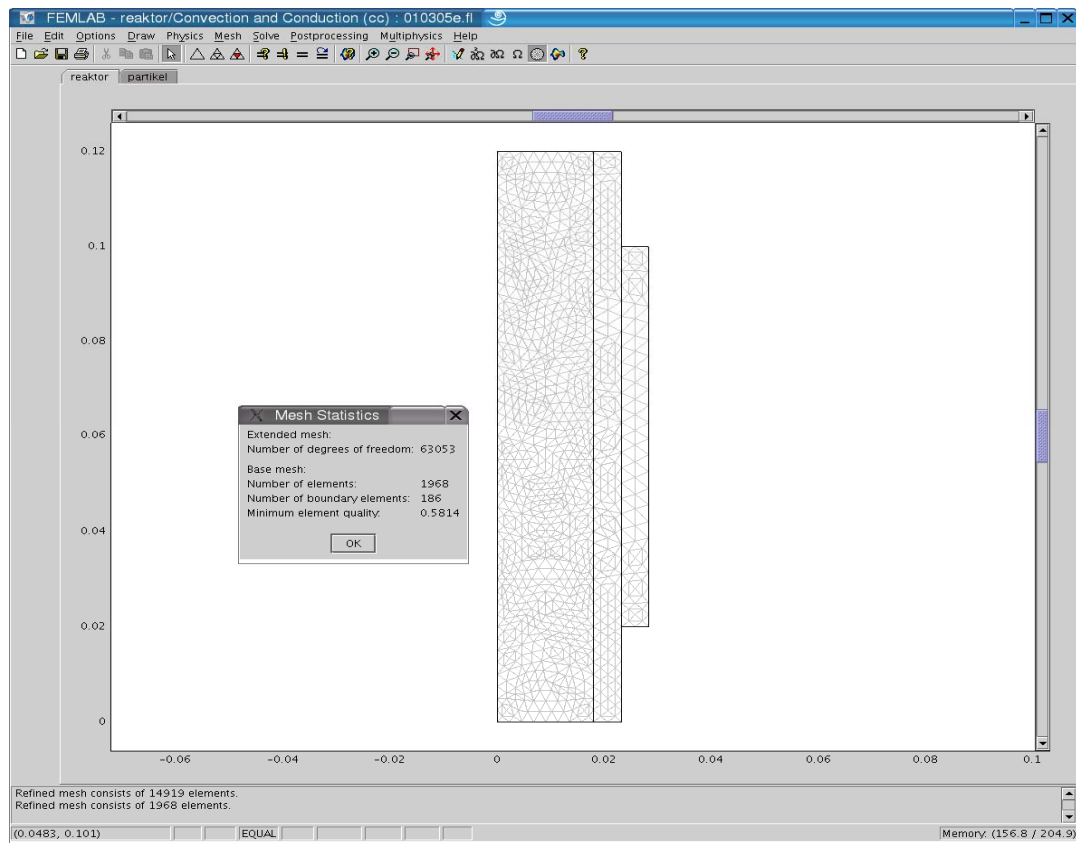 FEMLAB - reaktor/Convection and Conduction (cc) : 010305e.fl
File Edit Options Draw Physics Mesh Solve Postprocessing Multiphysics Help
reaktor partikel
0.12
0.1
0.08
0.06
0.04
0.02
0
Mesh Statistics
Extended mesh:
Number of degrees of freedom: 63053
Base mesh:
Number of elements: 1968
Number of boundary elements: 186
Minimum element quality: 0.5814
OK
-0.06 -0.04 -0.02 0 0.02 0.04 0.06 0.08 0.1
Refined mesh consists of 14919 elements.
Refined mesh consists of 1968 elements.
(0.0483, 0.101) EQUAL Memory: (156.8 / 204.9)